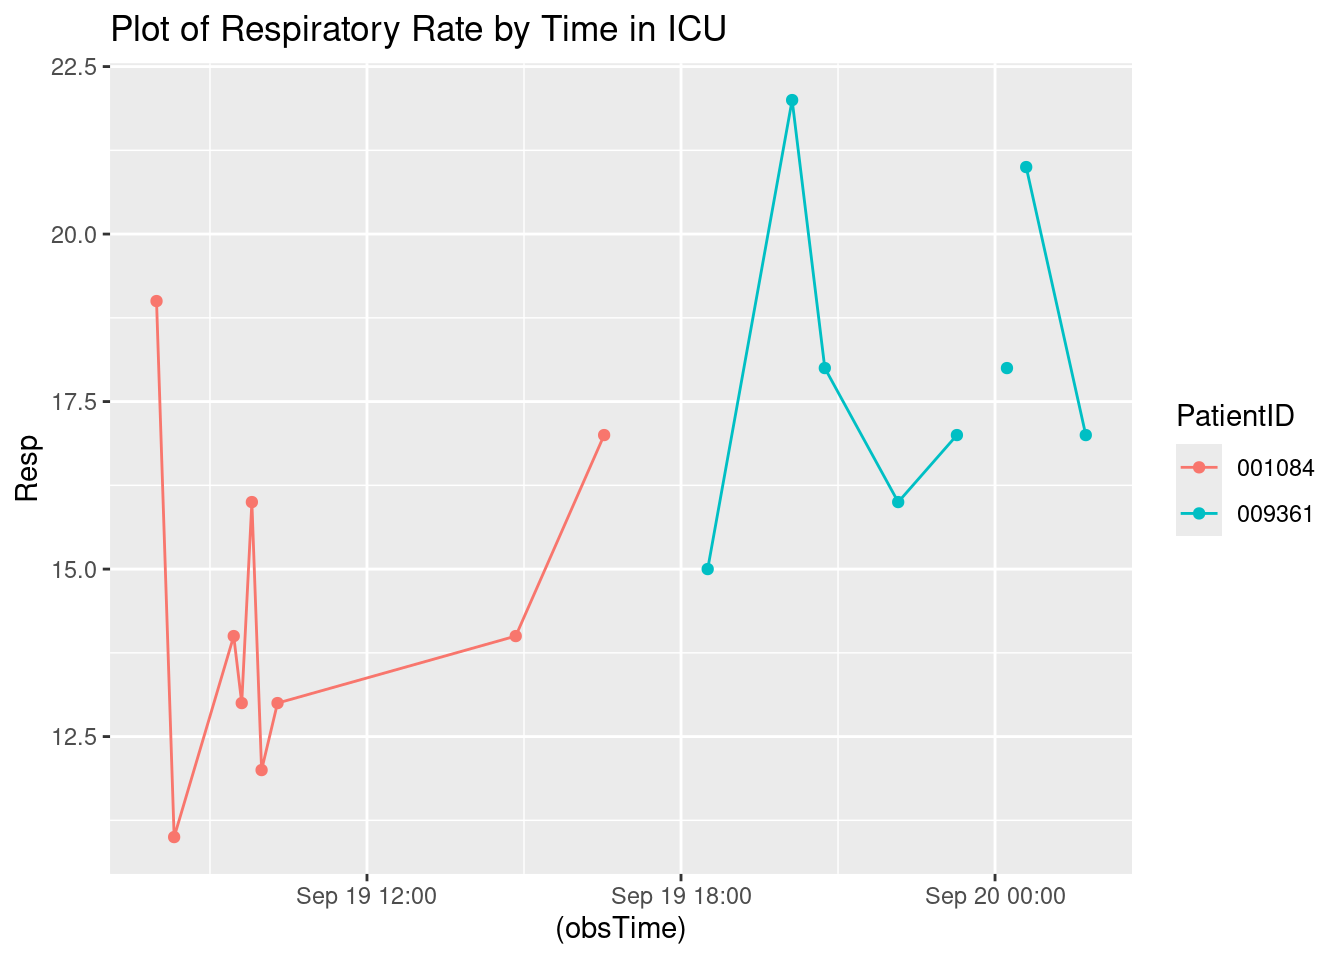 Plot of Respiratory Rate by Time in ICU
22.5
20.0
17.5
15.0
12.5
Resp
Sep 19 12:00
Sep 19 18:00
Sep 20 00:00
(obsTime)
PatientID
001084
009361